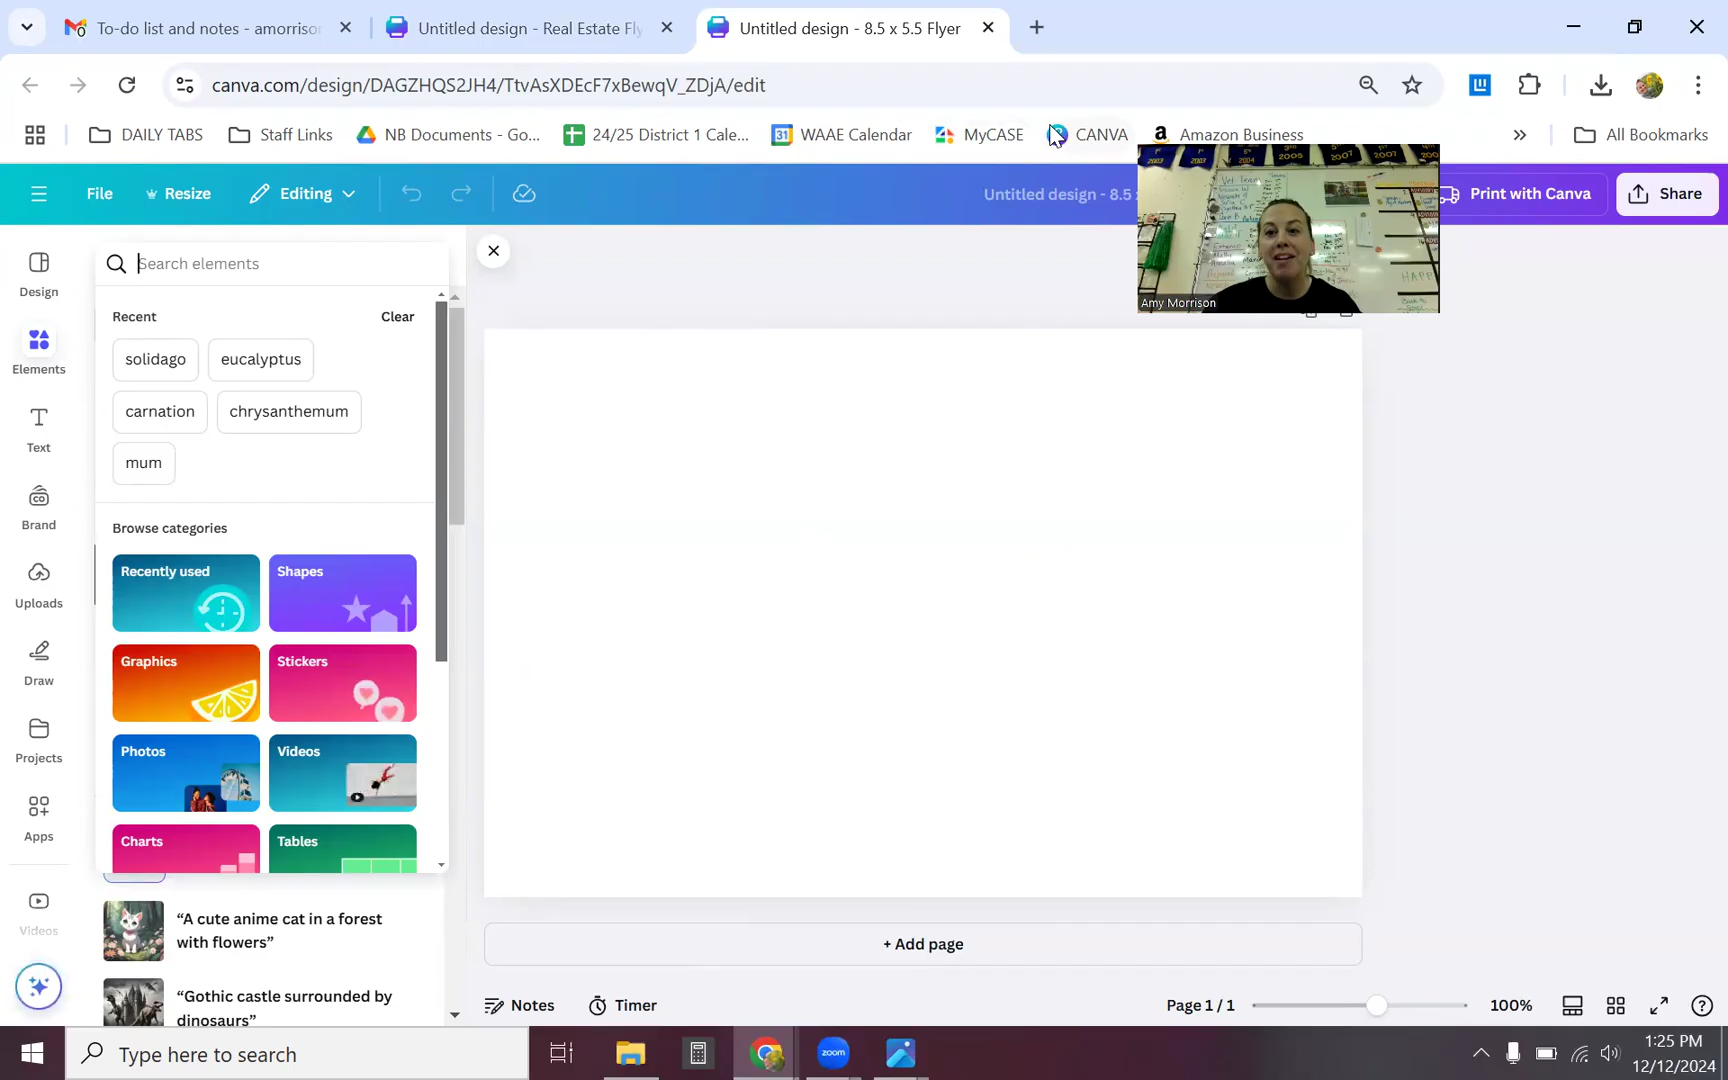 To-do list and notes - amorrisor
Untitled design - Real Estate Fly
Untitled design - 8.5 x 5.5 Flyer
canva.com/design/DAGZHQS2JH4/TtvAsXDEcF7xBewqV_ZDjA/edit
DAILY TABS
Staff Links
NB Documents - Go...
24/25 District 1 Cale...
WAAE Calendar
MyCASE
CANVA
Amazon Business
All Bookmarks
File
Resize
Editing
Untitled design - 8.5
Print with Canva
Share
Amy Morrison
Design
Elements
Text
Brand
Uploads
Draw
Projects
Apps
Videos
Search elements
Recent
Clear
solidago
eucalyptus
carnation
chrysanthemum
mum
Browse categories
Recently used
Shapes
Graphics
Stickers
Photos
Videos
Charts
Tables
“A cute anime cat in a forest
with flowers”
“Gothic castle surrounded by
dinosaurs”
+ Add page
Notes
Timer
Page 1 / 1
100%
Type here to search
zoom
1:25 PM
12/12/2024